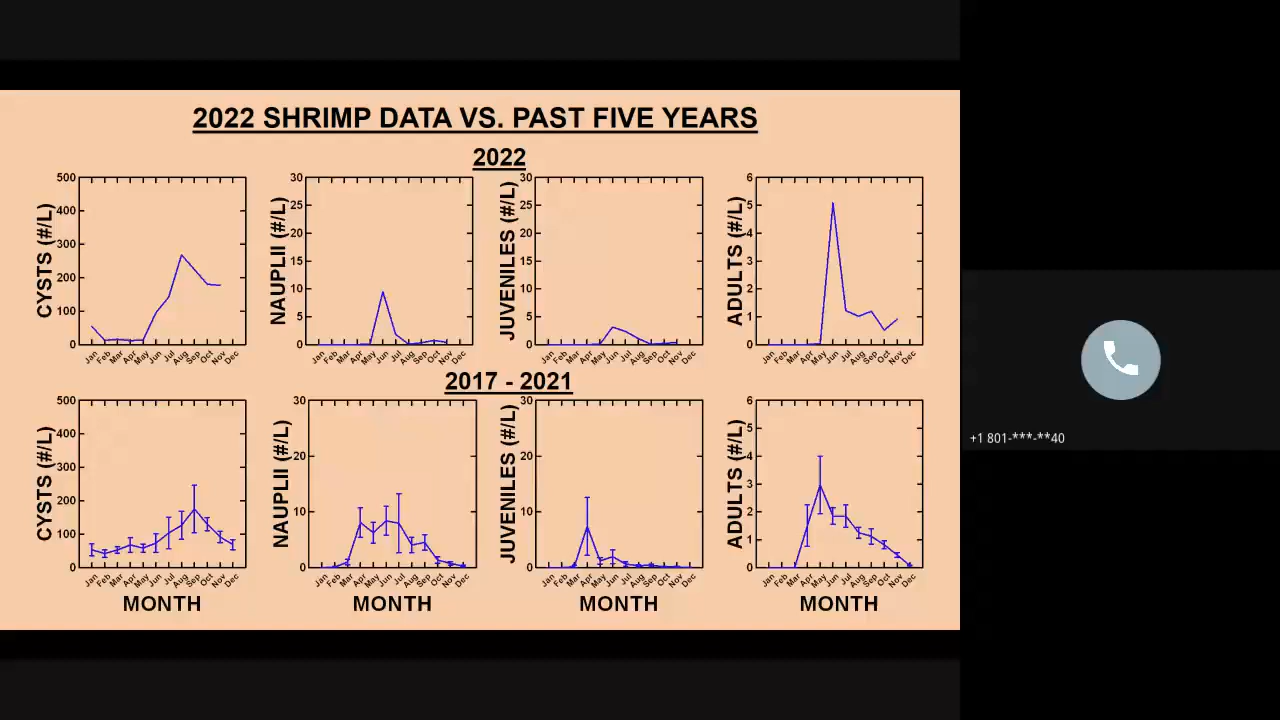 2022 SHRIMP DATA VS. PAST FIVE YEARS
2022
CYSTS (#/L)
500
400
300
200
100
0
Jan Feb Mar Apr May Jun Jul Aug Sep Oct Nov Dec
NAUPLII (#/L)
30
25
20
15
10
5
0
Jan Feb Mar Apr May Jun Jul Aug Sep Oct Nov Dec
JUVENILES (#/L)
30
25
20
15
10
5
0
Jan Feb Mar Apr May Jun Jul Aug Sep Oct Nov Dec
ADULTS (#/L)
6
5
4
3
2
1
0
Jan Feb Mar Apr May Jun Jul Aug Sep Oct Nov Dec
2017 - 2021
CYSTS (#/L)
500
400
300
200
100
0
Jan Feb Mar Apr May Jun Jul Aug Sep Oct Nov Dec
MONTH
NAUPLII (#/L)
30
20
10
0
Jan Feb Mar Apr May Jun Jul Aug Sep Oct Nov Dec
MONTH
JUVENILES (#/L)
30
20
10
0
Jan Feb Mar Apr May Jun Jul Aug Sep Oct Nov Dec
MONTH
ADULTS (#/L)
6
5
4
3
2
1
0
Jan Feb Mar Apr May Jun Jul Aug Sep Oct Nov Dec
MONTH
+1 801-***-**40